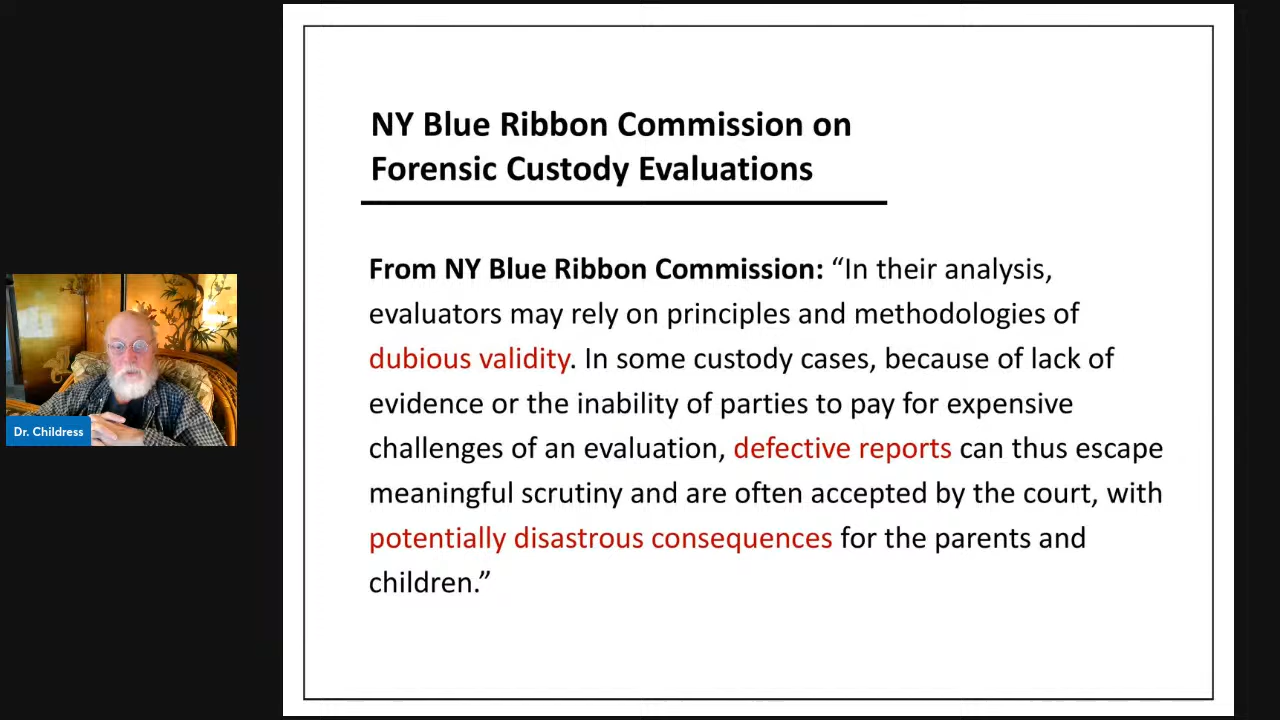 NY Blue Ribbon Commission on
Forensic Custody Evaluations
From NY Blue Ribbon Commission: “In their analysis,
evaluators may rely on principles and methodologies of
dubious validity. In some custody cases, because of lack of
evidence or the inability of parties to pay for expensive
challenges of an evaluation, defective reports can thus escape
meaningful scrutiny and are often accepted by the court, with
potentially disastrous consequences for the parents and
children.”
Dr. Childress